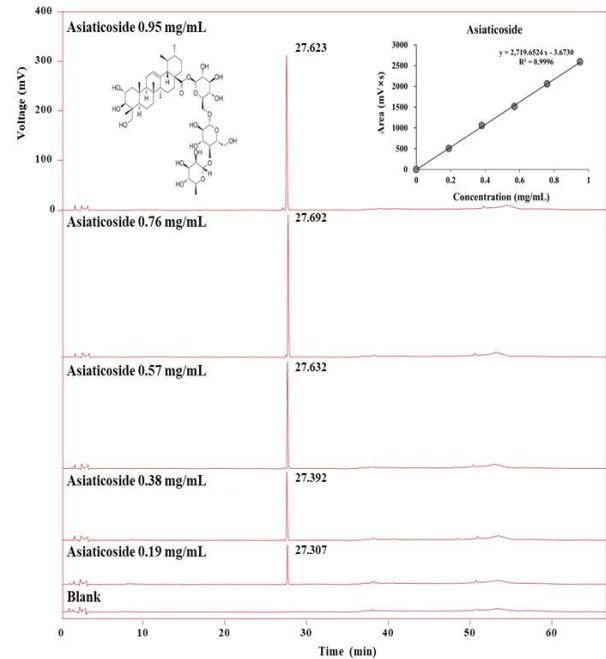 400
300
200
100
0
Voltage (mV)
Asiaticoside 0.95 mg/mL
27.623
Asiaticoside
y = 2,719.6524 x - 3.6730
R² = 0.9996
3000
2500
2000
1500
1000
500
0
Area (mV×s)
0 0.2 0.4 0.6 0.8 1
Concentration (mg/mL)
Asiaticoside 0.76 mg/mL
27.692
Asiaticoside 0.57 mg/mL
27.632
Asiaticoside 0.38 mg/mL
27.392
Asiaticoside 0.19 mg/mL
27.307
Blank
0 10 20 30 40 50 60
Time (min)